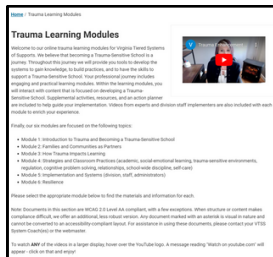 Home - Trauma Learning Modules
Trauma Learning Modules
Welcome to our online trauma learning modules for Virginia Tiered Systems
of Supports. We believe that becoming a Trauma-Sensitive School is a
journey. Throughout this journey we will provide you tools to develop the
systems to gain knowledge, to build practices, and to have the skills to
support a Trauma-Sensitive School. Your professional journey includes
engaging and practical learning modules. Within the learning modules, you
will interact with content that is focused on developing a Trauma-
Sensitive School. Supplemental activities, resources, and an action planner
are included to help guide your implementation. Videos from experts and division-staff implementers are also included with each
module to enrich your experience.
Finally, our six modules are focused on the following topics:
• Module 1: Introduction to Trauma and Becoming a Trauma-Sensitive School
• Module 2: Families and Communities as Partners
• Module 3: How Trauma Impacts Learning
• Module 4: Strategies and Classroom Practices (academic, social-emotional learning, trauma-sensitive environments,
regulation, cognitive problem solving, relationships, school-wide discipline, self-care)
• Module 5: Implementation and Systems (division, staff, administrators)
• Module 6: Resilience
Please select the appropriate module below to find the materials and information for each.
Note: Documents in this section are WCAG 2.0 Level AA compliant, with a few exceptions. When structure or content makes
compliance difficult, we offer an additional, less robust version. Any document marked with an asterisk is visual in nature and
cannot be converted to an accessibility-compliant layout. For assistance in using these documents, please contact your VTSS
System Coach(es) or the webmaster.
To watch ANY of the videos in a larger display, hover over the YouTube logo. A message reading "Watch on youtube.com" will
appear - click on that and enjoy!